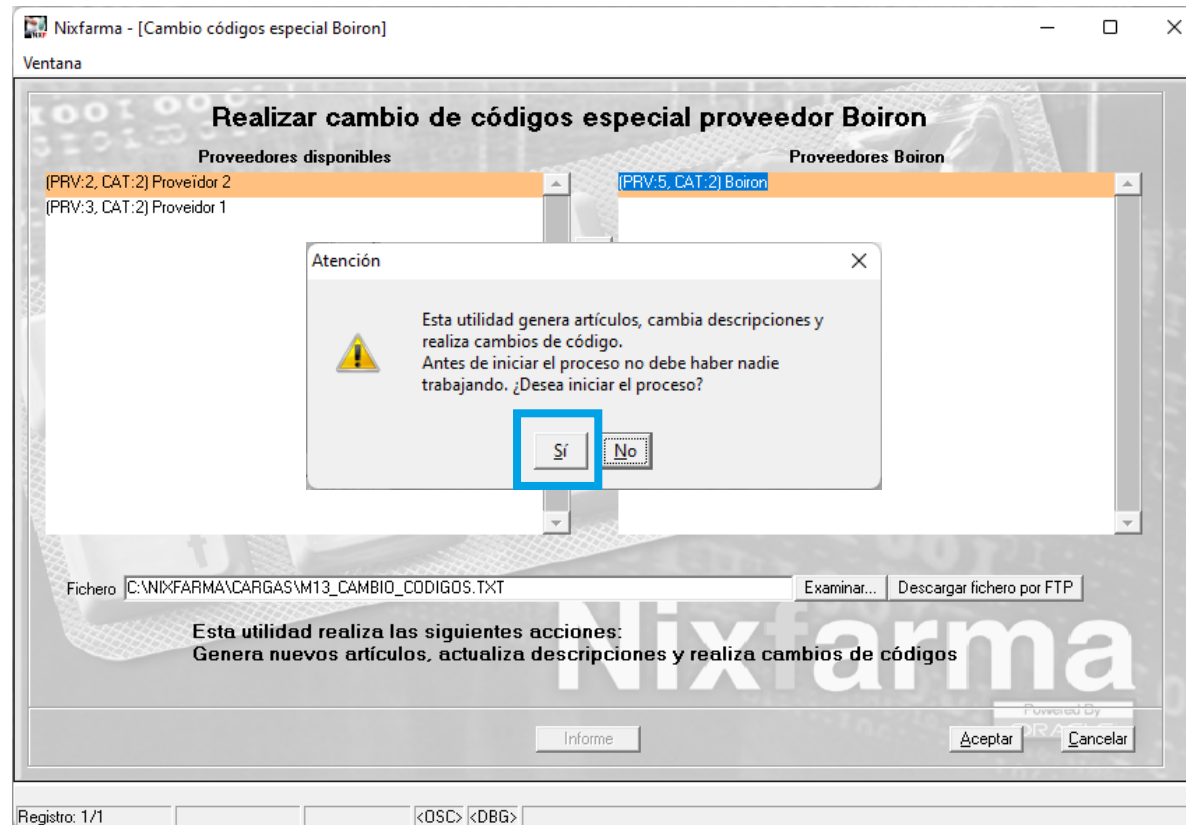 Nixfarma - [Cambio códigos especial Boiron]
Ventana
Realizar cambio de códigos especial proveedor Boiron
Proveedores disponibles
Proveedores Boiron
(PRV:2, CAT:2) Proveïdor 2
(PRV:5, CAT:2) Boiron
(PRV:3, CAT:2) Proveidor 1
Atención
Esta utilidad genera artículos, cambia descripciones y
realiza cambios de código.
Antes de iniciar el proceso no debe haber nadie
trabajando. ¿Desea iniciar el proceso?
Sí
No
Fichero C:\NIXFARMA\CARGAS\M13_CAMBIO_CODIGOS.TXT Examinar... Descargar fichero por FTP
Esta utilidad realiza las siguientes acciones:
Genera nuevos artículos, actualiza descripciones y realiza cambios de códigos
Nixfarma
Powered By
Informe
Aceptar
Cancelar
Registro: 1/1 <OSC> <DBG>